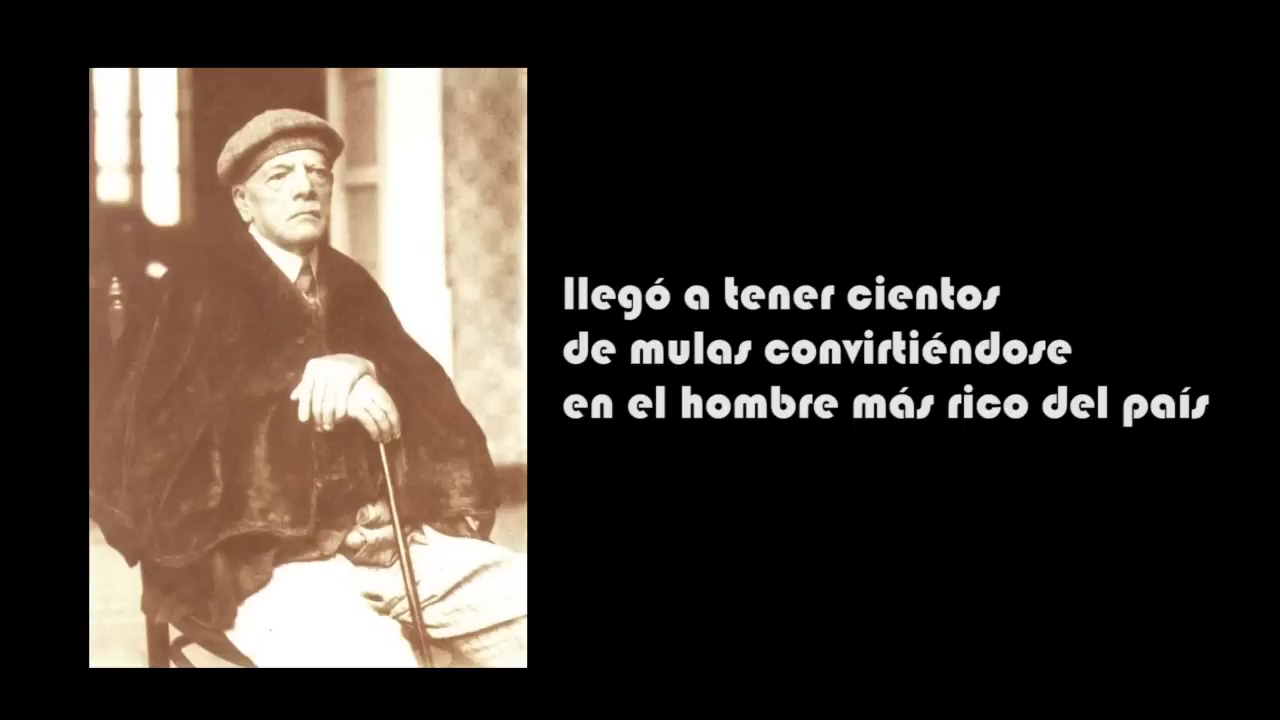 llegó a tener cientos
de mulas convirtiéndose
en el hombre más rico del país